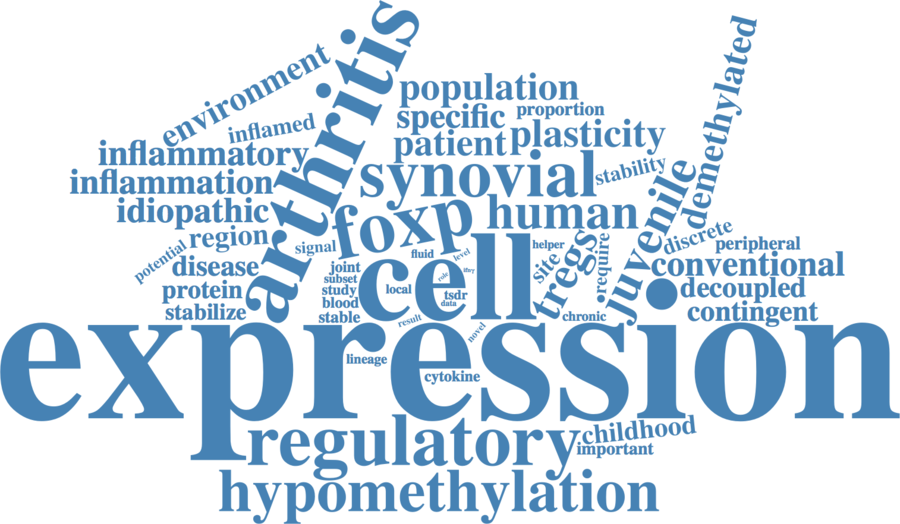 arthritis
environment
demethylated
population
specific
proportion
inflamed
patient
plasticity
inflammatory
synovial
stability
inflammation
juvenile
idiopathic
foxp
human
region
signal
tregs
discrete
potential
fluid
level
helper
site
require
peripheral
disease
joint
cell
role
ifnγ
conventional
subset
protein
study
local
tsdr
decoupled
blood
data
stabilize
stable
result
chronic
contingent
expression
novel
lineage
cytokine
regulatory
childhood
important
hypomethylation